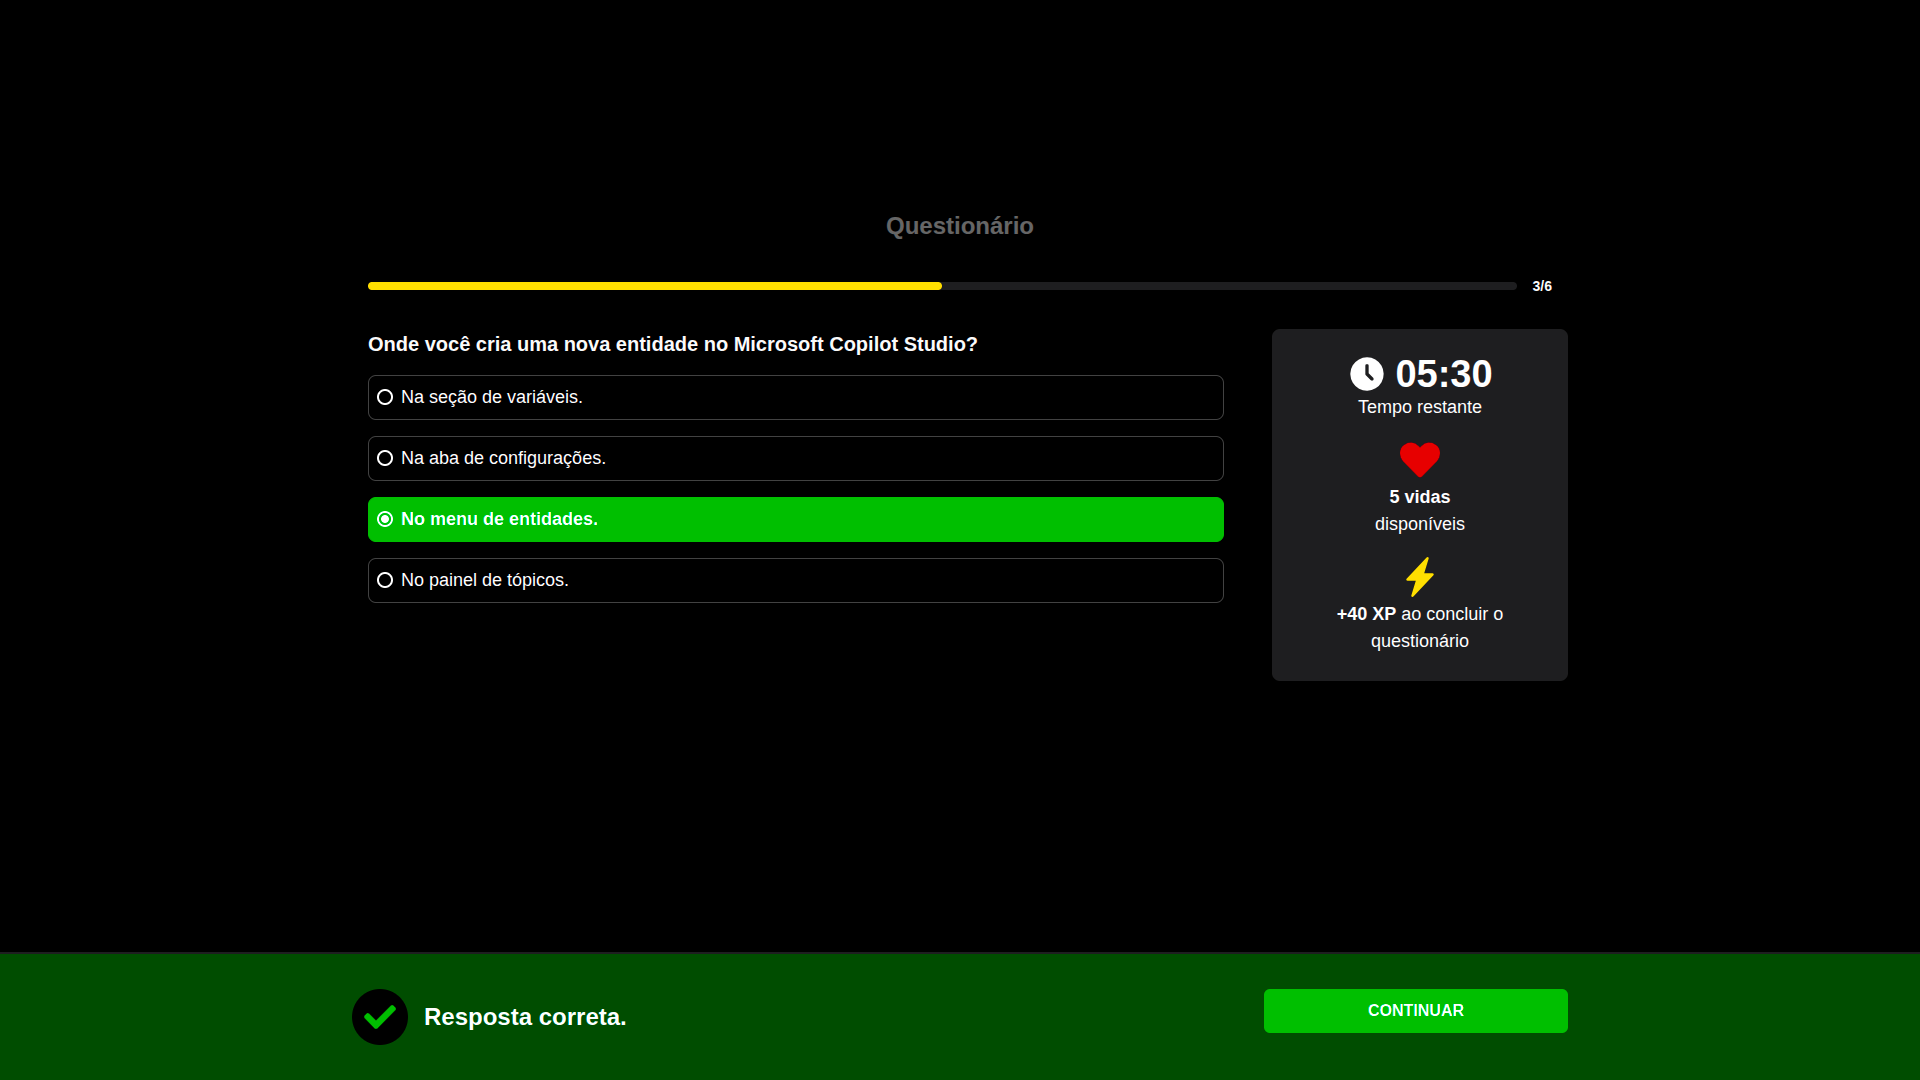 Questionário
3/6
Onde você cria uma nova entidade no Microsoft Copilot Studio?
Na seção de variáveis.
Na aba de configurações.
No menu de entidades.
No painel de tópicos.
05:30
Tempo restante
5 vidas
disponíveis
+40 XP ao concluir o
questionário
Resposta correta.
CONTINUAR